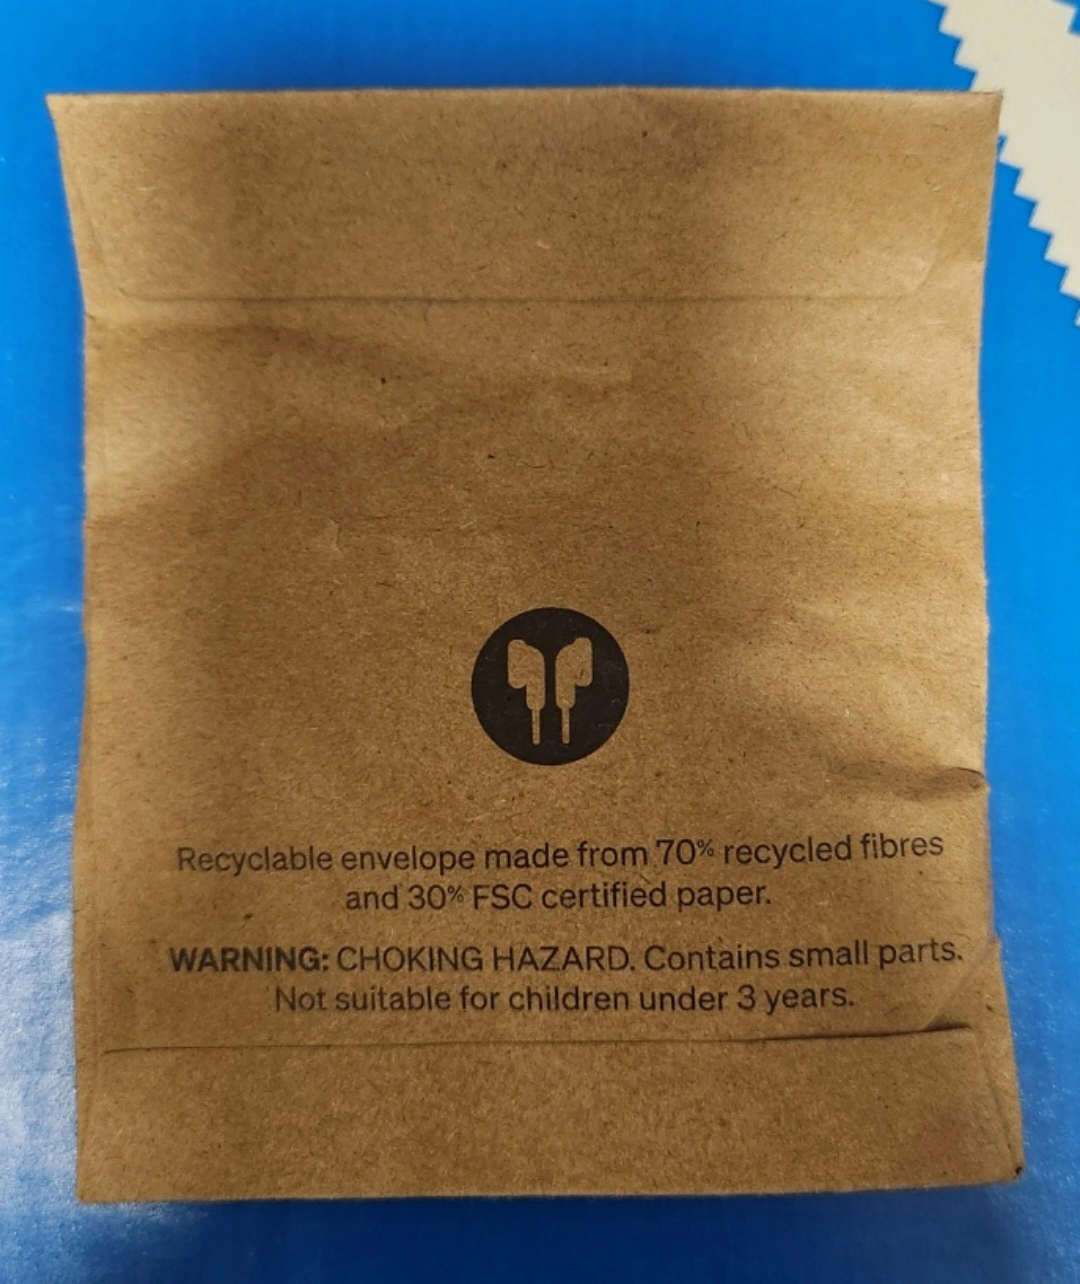 Recyclable envelope made from 70% recycled fibres
and 30% FSC certified paper.
WARNING: CHOKING HAZARD. Contains small parts.
Not suitable for children under 3 years.